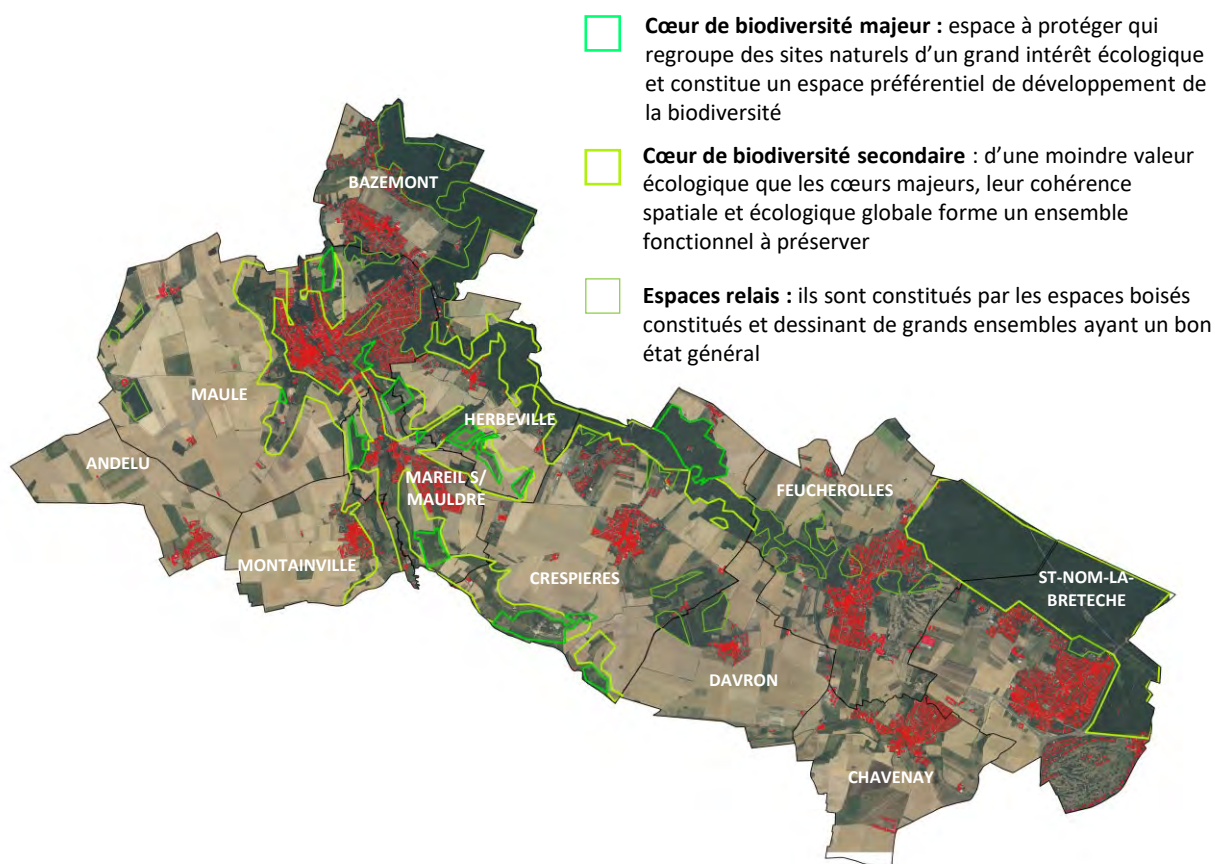 Cœur de biodiversité majeur : espace à protéger qui
regroupe des sites naturels d’un grand intérêt écologique
et constitue un espace préférentiel de développement de
la biodiversité
Cœur de biodiversité secondaire : d’une moindre valeur
écologique que les cœurs majeurs, leur cohérence
spatiale et écologique globale forme un ensemble
fonctionnel à préserver
Espaces relais : ils sont constitués par les espaces boisés
constitués et dessinant de grands ensembles ayant un bon
état général
BAZEMONT
MAULE
HERBEVILLE
ANDELU
MAREIL S/
MAULDRE
FEUCHEROLLES
MONTAINVILLE
CRESPIERES
ST-NOM-LA-
BRETECHE
DAVRON
CHAVENAY